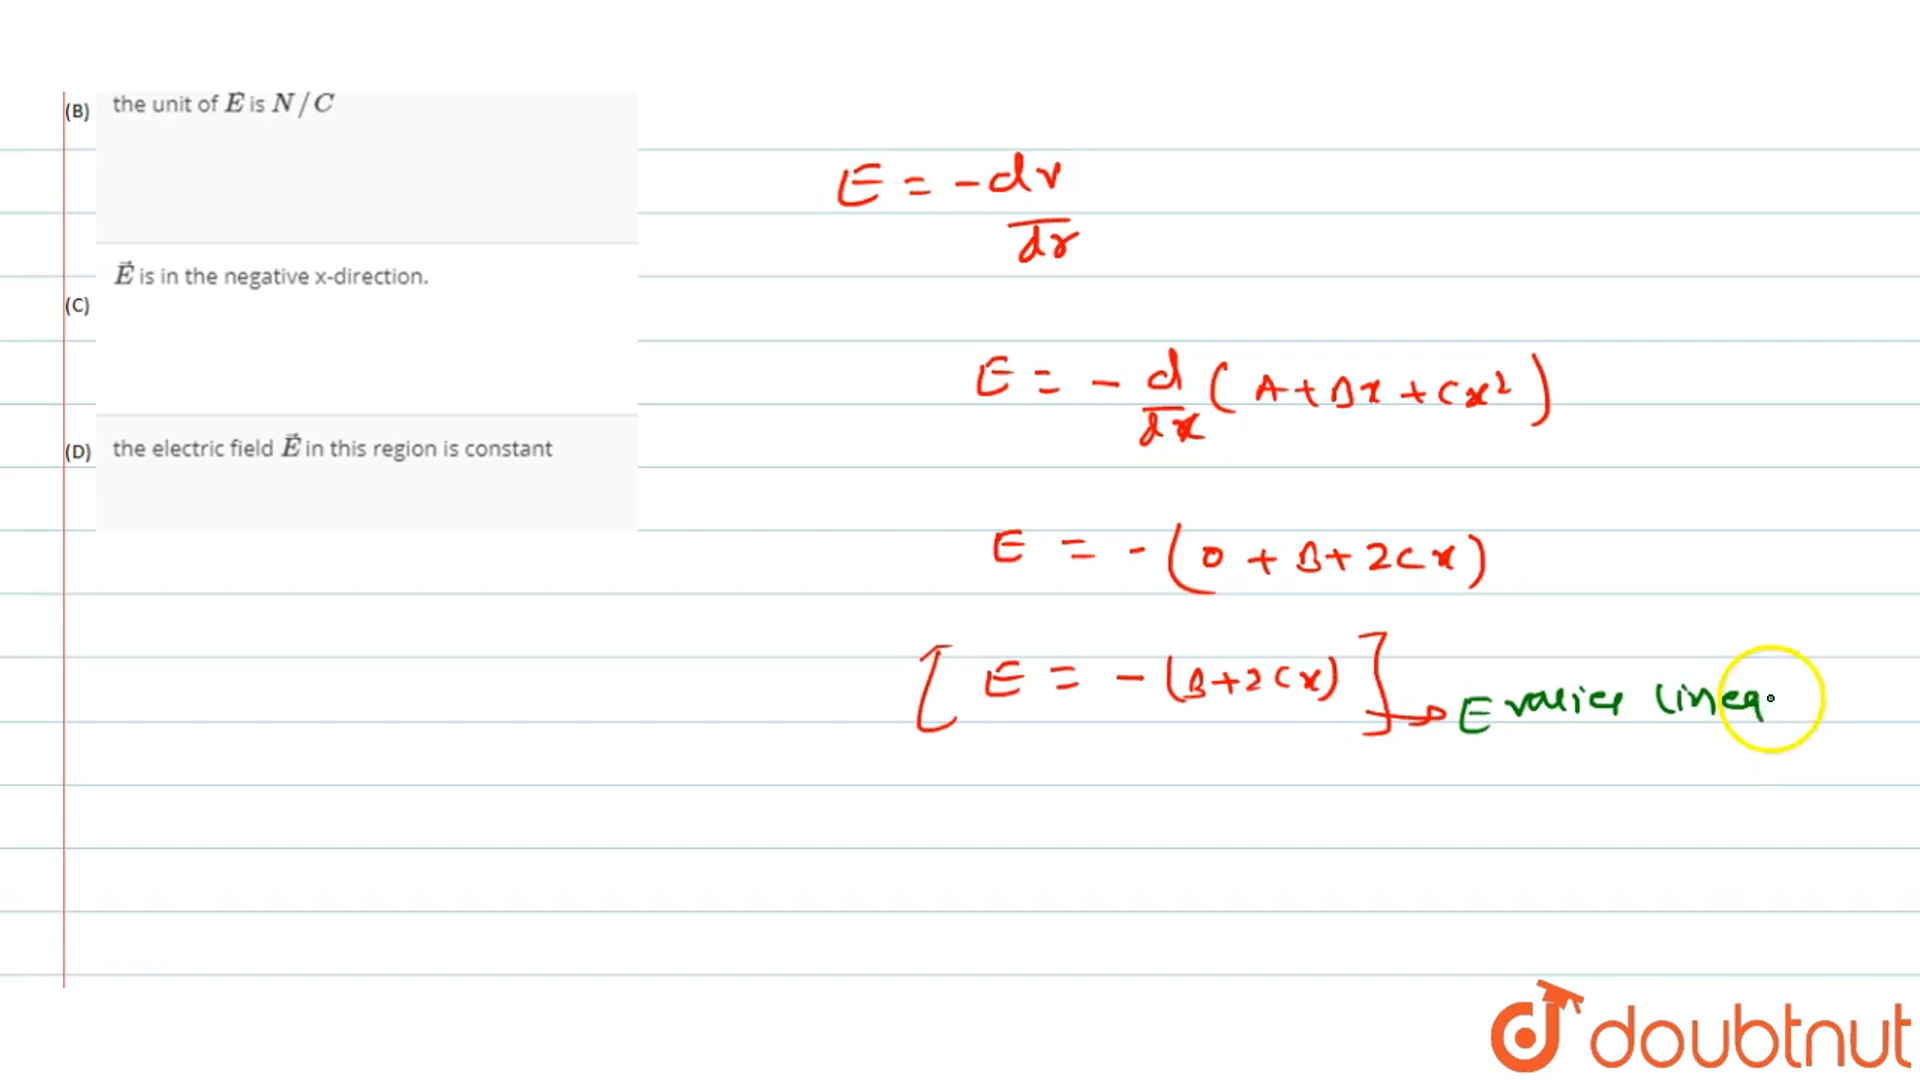 (B) the unit of E⃗ is N / C
E⃗ is in the negative x-direction.
(C)
(D) the electric field E⃗ in this region is constant
E = -dv
dr
E = - d/dx (A+Bx+Cx²)
E = - (0 + B + 2Cx)
[ E = - (B+2Cx) ] → E varies linea
doubtnut